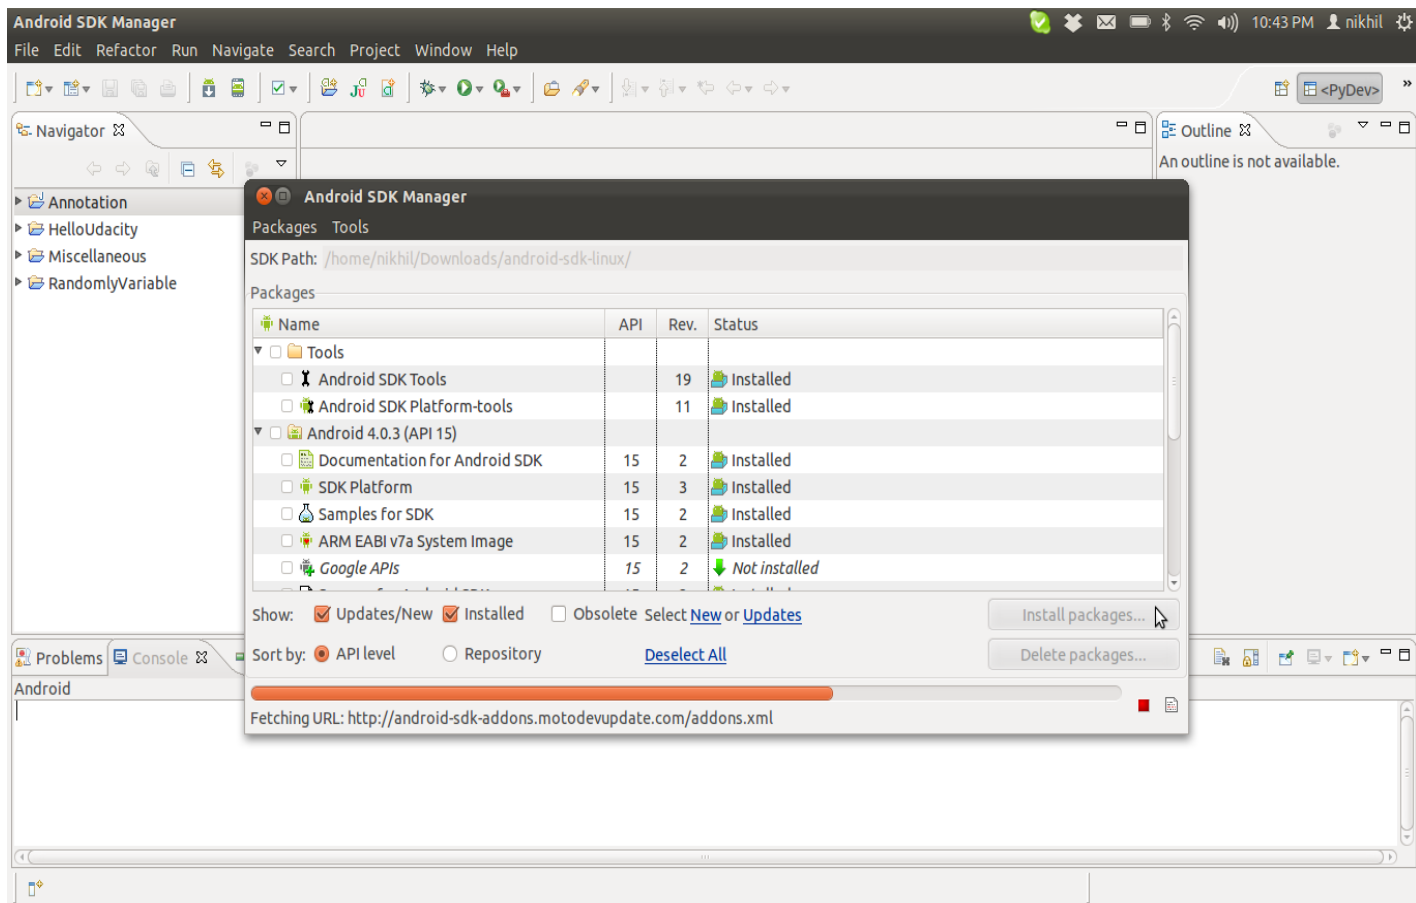 Android SDK Manager
10:43 PM nikhil
File Edit Refactor Run Navigate Search Project Window Help
<PyDev>
Navigator
Outline
An outline is not available.
Annotation
HelloUdacity
Miscellaneous
RandomlyVariable
Android SDK Manager
Packages Tools
SDK Path: /home/nikhil/Downloads/android-sdk-linux/
Packages
Name API Rev. Status
Tools
Android SDK Tools 19 Installed
Android SDK Platform-tools 11 Installed
Android 4.0.3 (API 15)
Documentation for Android SDK 15 2 Installed
SDK Platform 15 3 Installed
Samples for SDK 15 2 Installed
ARM EABI v7a System Image 15 2 Installed
Google APIs 15 2 Not installed
Show: Updates/New Installed Obsolete Select New or Updates
Install packages...
Sort by: API level Repository Deselect All
Delete packages...
Fetching URL: http://android-sdk-addons.motodevupdate.com/addons.xml
Problems Console
Android